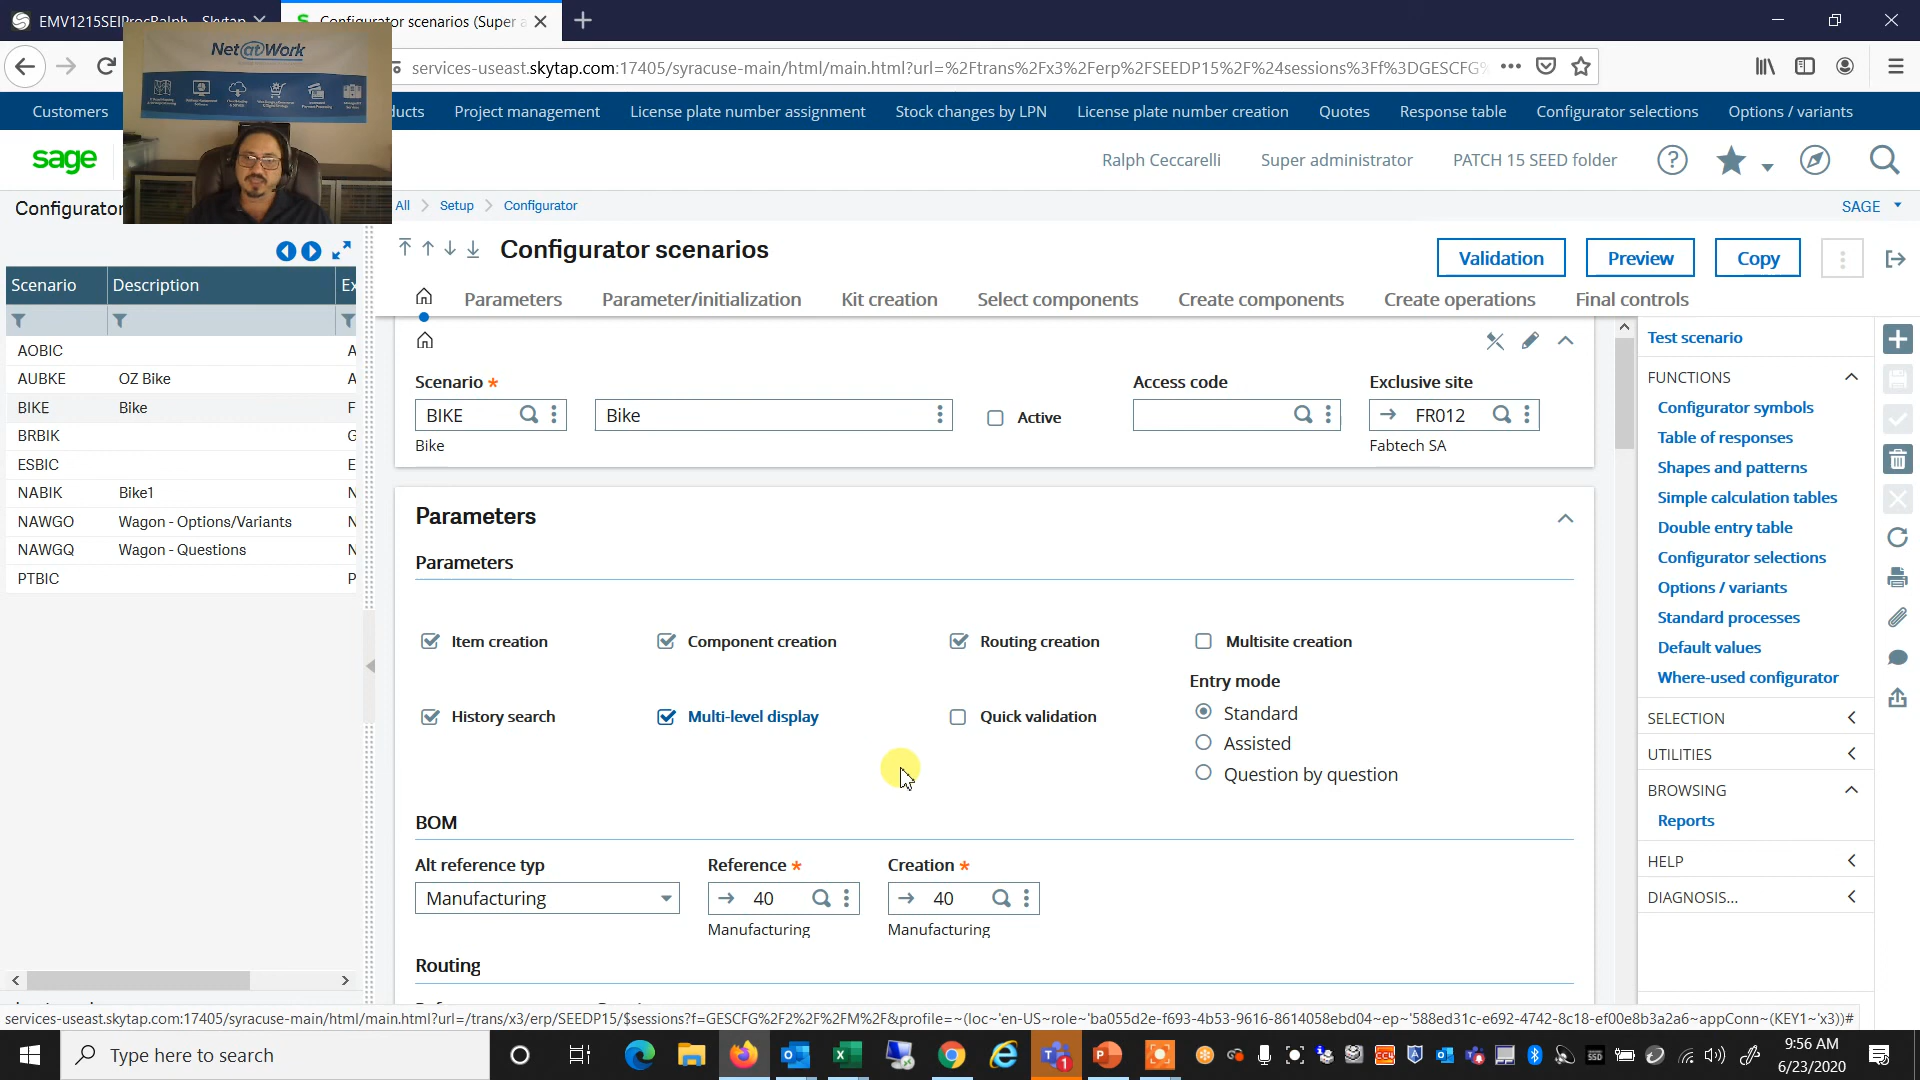 EMV1215SEIProcRalph - Skytap
Configurator scenarios (Super a
services-useast.skytap.com:17405/syracuse-main/html/main.html?url=%2Ftrans%2Fx3%2Ferp%2FSEEDP15%2F%24sessions%3Ff%3DGESCFG%
Customers
ducts
Project management
License plate number assignment
Stock changes by LPN
License plate number creation
Quotes
Response table
Configurator selections
Options / variants
Net@Work
sage
Ralph Ceccarelli
Super administrator
PATCH 15 SEED folder
Configurator
All
Setup
Configurator
SAGE
Configurator scenarios
Validation
Preview
Copy
Parameters
Parameter/initialization
Kit creation
Select components
Create components
Create operations
Final controls
Scenario
Description
Ex
AOBIC A
AUBKE OZ Bike A
BIKE Bike F
BRBIK G
ESBIC E
NABIK Bike1 N
NAWGO Wagon - Options/Variants N
NAWGQ Wagon - Questions N
PTBIC P
Scenario *
Access code
Exclusive site
BIKE
Bike
Active
FR012
Bike
Fabtech SA
Parameters
Parameters
Item creation
Component creation
Routing creation
Multisite creation
Entry mode
History search
Multi-level display
Quick validation
Standard
Assisted
Question by question
BOM
Alt reference typ
Reference *
Creation *
Manufacturing
40
40
Manufacturing
Manufacturing
Routing
Test scenario
FUNCTIONS
Configurator symbols
Table of responses
Shapes and patterns
Simple calculation tables
Double entry table
Configurator selections
Options / variants
Standard processes
Default values
Where-used configurator
SELECTION
UTILITIES
BROWSING
Reports
HELP
DIAGNOSIS...
services-useast.skytap.com:17405/syracuse-main/html/main.html?url=/trans/x3/erp/SEEDP15/$sessions?f=GESCFG%2F2%2F%2FM%2F&profile=~(loc~'en-US~role~'ba055d2e-f693-4b53-9616-8614058ebd04~ep~'588ed31c-e692-4742-8c18-ef00e8b3a2a6~appConn~(KEY1~'x3))#
Type here to search
9:56 AM
6/23/2020